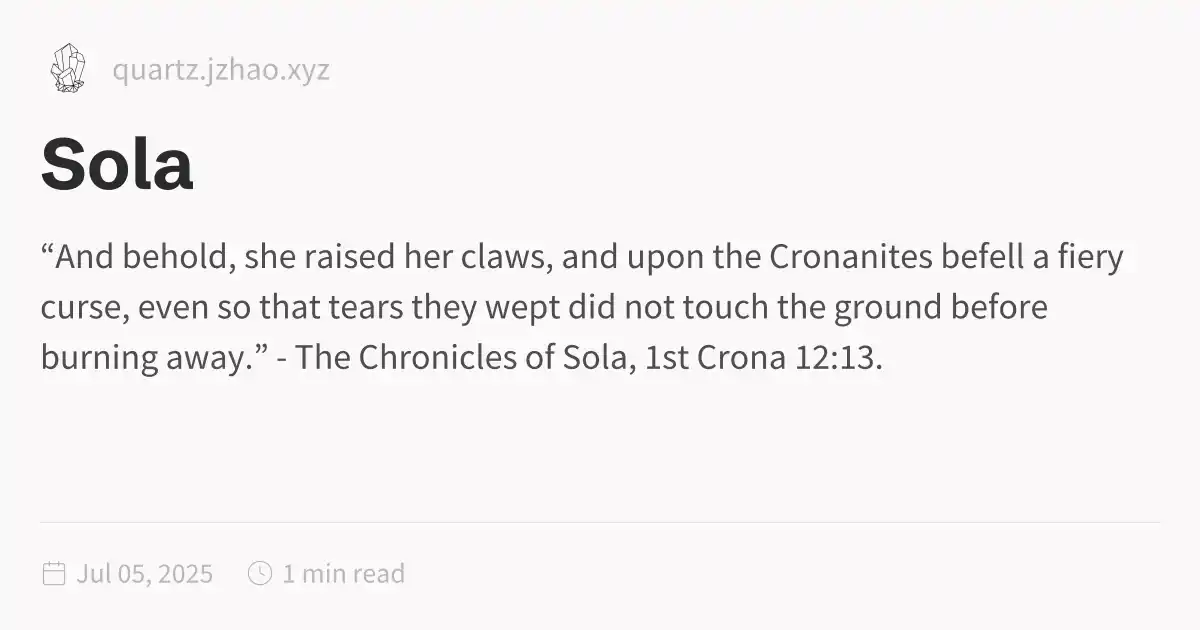 quartz.jzhao.xyz
Sola
“And behold, she raised her claws, and upon the Cronanites befell a fiery
curse, even so that tears they wept did not touch the ground before
burning away.” - The Chronicles of Sola, 1st Crona 12:13.
Jul 05, 2025 1 min read